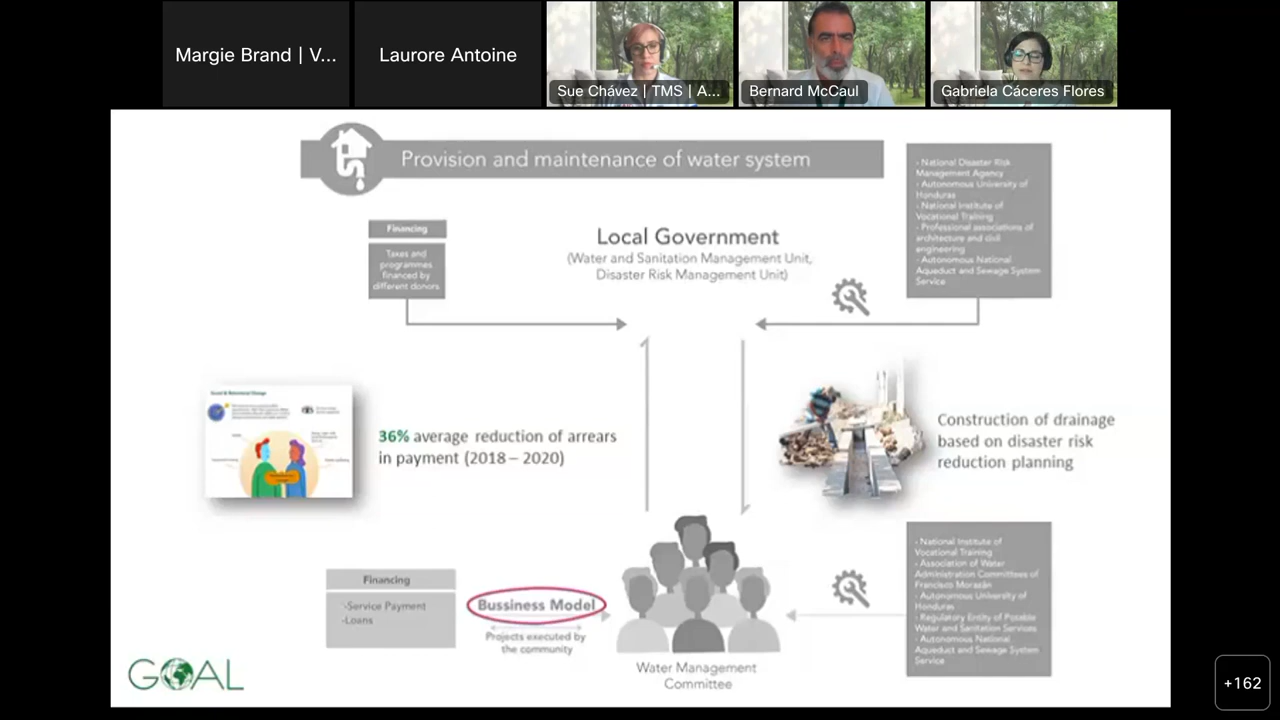 Margie Brand | V...
Laurore Antoine
Sue Chávez | TMS | A...
Bernard McCaul
Gabriela Cáceres Flores
Provision and maintenance of water system
- National Disaster Risk
Management Agency
- Autonomous University of
Honduras
- National Institute of
Vocational Training
- Professional associations of
architecture and civil
engineering
- Autonomous National
Aqueduct and Sewage System
Service
Financing
Taxes and
programmes
financed by
different donors
Local Government
(Water and Sanitation Management Unit,
Disaster Risk Management Unit)
36% average reduction of arrears
in payment (2018 – 2020)
Construction of drainage
based on disaster risk
reduction planning
Financing
-Service Payment
-Loans
Bussiness Model
Projects executed by
the community
Water Management
Committee
- National Institute of
Vocational Training
- Association of Water
Administration Committees of
Francisco Morazán
- Autonomous University of
Honduras
- Regulatory Entity of Potable
Water and Sanitation Services
- Autonomous National
Aqueduct and Sewage System
Service
GOAL
+162